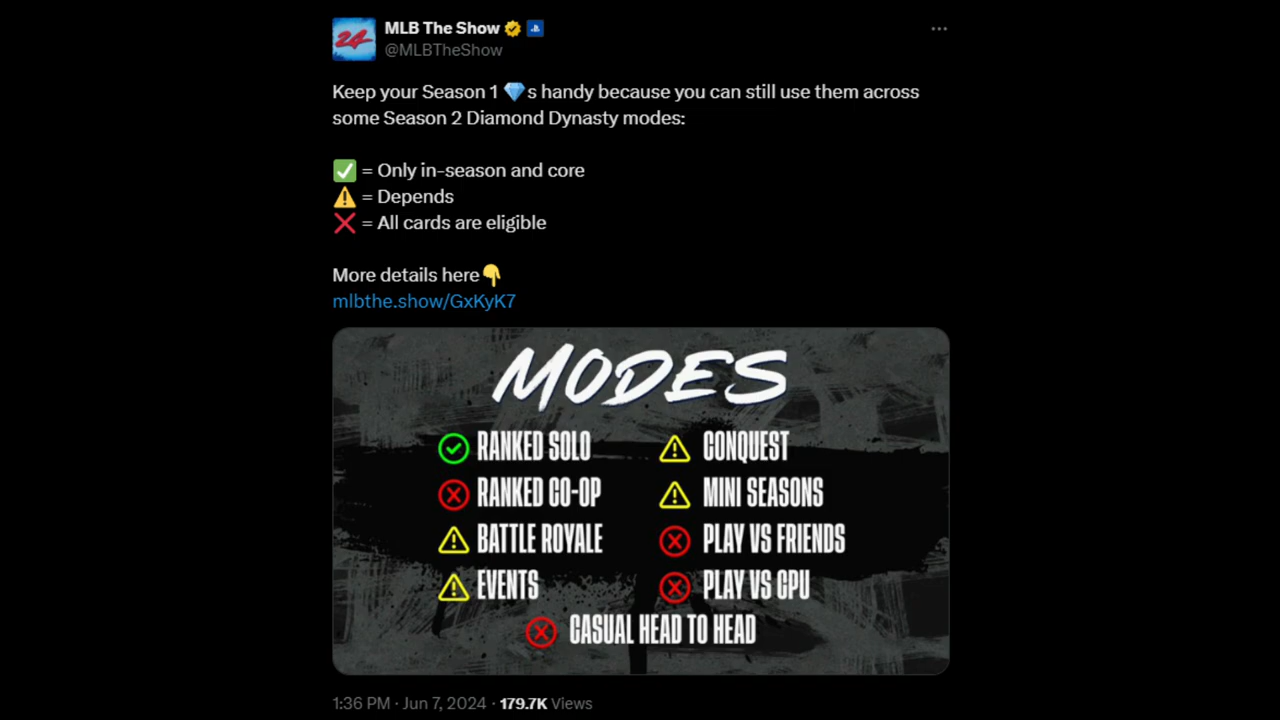 MLB The Show
@MLBTheShow
Keep your Season 1 💎s handy because you can still use them across
some Season 2 Diamond Dynasty modes:
✅ = Only in-season and core
⚠️ = Depends
❌ = All cards are eligible
More details here👇
mlbthe.show/GxKyK7
MODES
RANKED SOLO
CONQUEST
RANKED CO-OP
MINI SEASONS
BATTLE ROYALE
PLAY VS FRIENDS
EVENTS
PLAY VS CPU
CASUAL HEAD TO HEAD
1:36 PM · Jun 7, 2024 · 179.7K Views
24